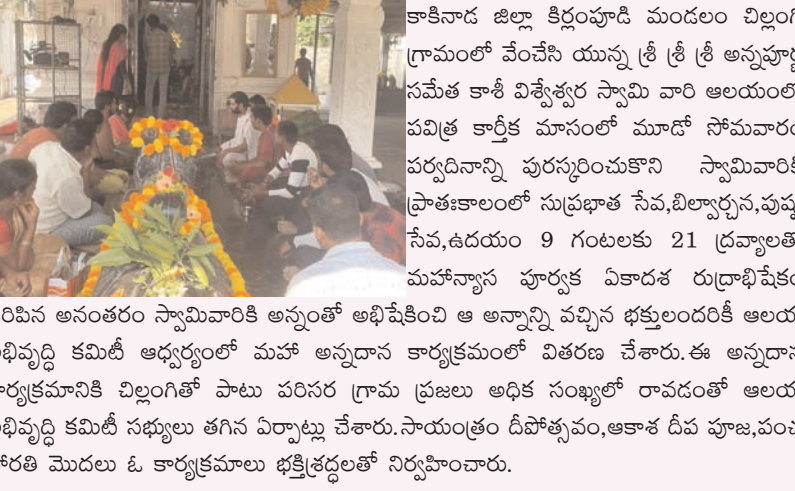 కాకినాడ జిల్లా కిర్లంపూడి మండలం చిల్లంగి
గ్రామంలో వేంచేసి యున్న శ్రీ శ్రీ శ్రీ అన్నపూర్ణ
సమేత కాశీ విశ్వేశ్వర స్వామి వారి ఆలయంలో
పవిత్ర కార్తీక మాసంలో మూడో సోమవారం
పర్వదినాన్ని పురస్కరించుకొని స్వామివారికి
ప్రాతఃకాలంలో సుప్రభాత సేవ,బిల్వార్చన,పుష్ప
సేవ,ఉదయం 9 గంటలకు 21 ద్రవ్యాలతో
మహాన్యాస పూర్వక ఏకాదశ రుద్రాభిషేకం
రిపిన అనంతరం స్వామివారికి అన్నంతో అభిషేకించి ఆ అన్నాన్ని వచ్చిన భక్తులందరికీ ఆలయ
భివృద్ధి కమిటీ ఆధ్వర్యంలో మహా అన్నదాన కార్యక్రమంలో వితరణ చేశారు.ఈ అన్నదాన
ార్యక్రమానికి చిల్లంగితో పాటు పరిసర గ్రామ ప్రజలు అధిక సంఖ్యలో రావడంతో ఆలయ
భివృద్ధి కమిటీ సభ్యులు తగిన ఏర్పాట్లు చేశారు.సాయంత్రం దీపోత్సవం,ఆకాశ దీప పూజ,పంచ
హారతి మొదలు ఓ కార్యక్రమాలు భక్తిశ్రద్ధలతో నిర్వహించారు.